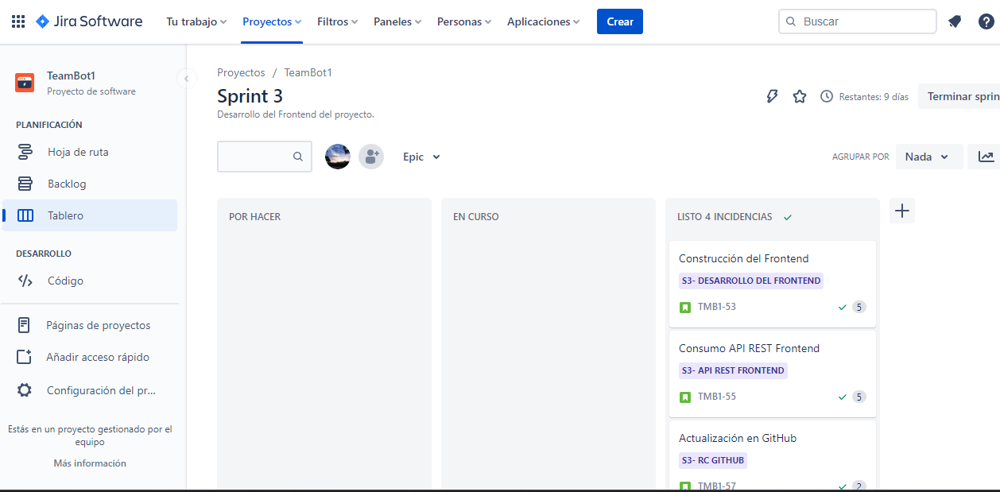 Jira Software
Tu trabajo
Proyectos
Filtros
Paneles
Personas
Aplicaciones
Crear
Buscar
TeamBot1
Proyecto de software
PLANIFICACIÓN
Hoja de ruta
Backlog
Tablero
DESARROLLO
Código
Páginas de proyectos
Añadir acceso rápido
Configuración del pr...
Estás en un proyecto gestionado por el
equipo
Más información
Proyectos / TeamBot1
Sprint 3
Desarrollo del Frontend del proyecto.
Restantes: 9 días
Terminar sprin
Epic
AGRUPAR POR
Nada
POR HACER
EN CURSO
LISTO 4 INCIDENCIAS
Construcción del Frontend
S3- DESARROLLO DEL FRONTEND
TMB1-53
5
Consumo API REST Frontend
S3- API REST FRONTEND
TMB1-55
5
Actualización en GitHub
S3- RC GITHUB
TMB1-57
2